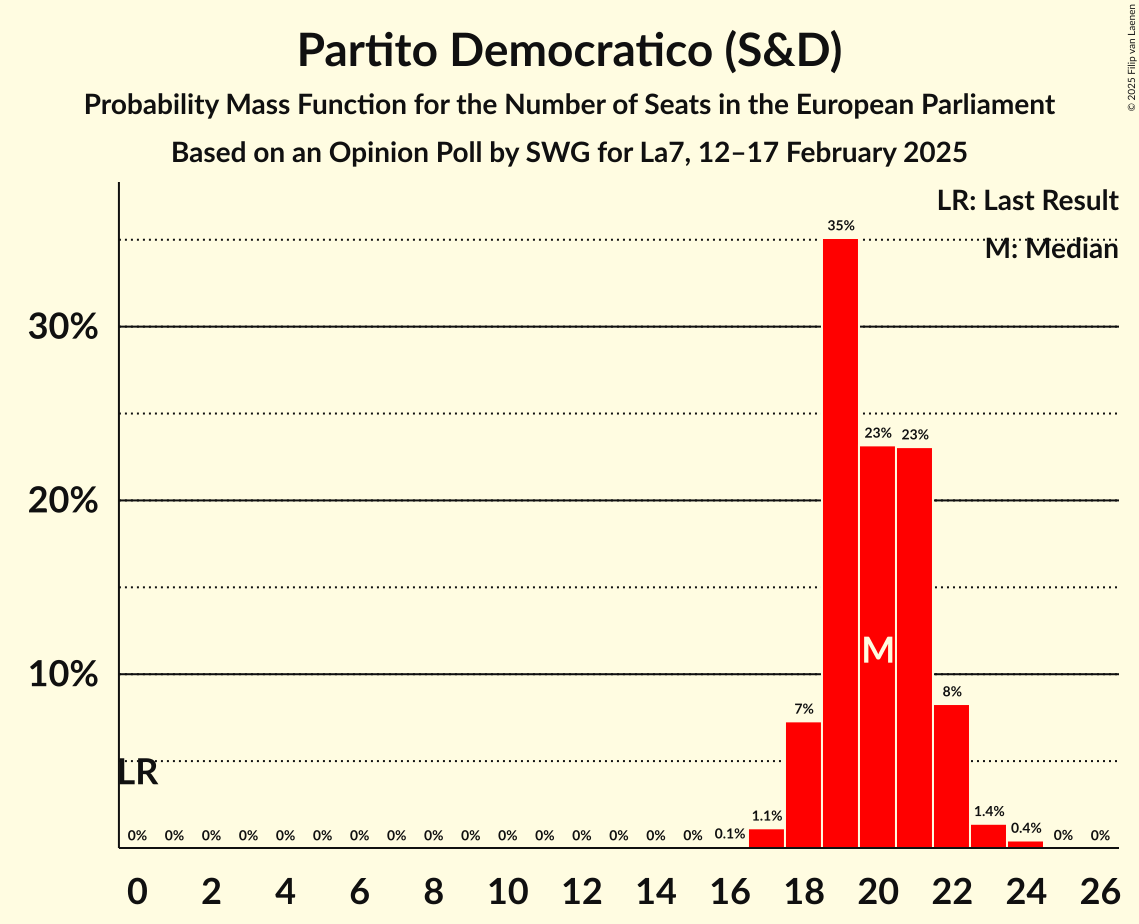 Partito Democratico (S&D)
Probability Mass Function for the Number of Seats in the European Parliament
Based on an Opinion Poll by SWG for La7, 12–17 February 2025
© 2025 Filip van Laenen
LR: Last Result
M: Median
35%
30%
23% 23%
20%
M
10%
8%
7%
LR
0% 0% 0% 0% 0% 0% 0% 0% 0% 0% 0% 0% 0% 0% 0% 0% 0.1% 1.1% 1.4% 0.4% 0% 0%
0 2 4 6 8 10 12 14 16 18 20 22 24 26